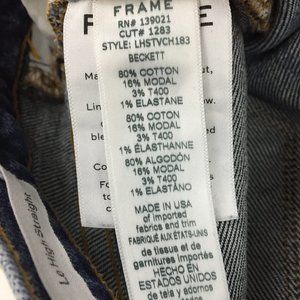 FRAME
RN# 139021
CUT# 1283
STYLE: LHSTVCH183
BECKETT
80% COTTON
16% MODAL
3% T400
1% ELASTANE
80% COTON
16% MODAL
3% T400
1% ÉLASTHANNE
80% ALGODÓN
16% MODAL
3% T400
1% ELASTANO
MADE IN USA
of imported
fabrics and trim
FABRIQUÉ AUX ÉTATS-UNIS
de tissus et de
garnitures importés
HECHO EN
ESTADOS UNIDOS
de tela y adornos
Le High Straight